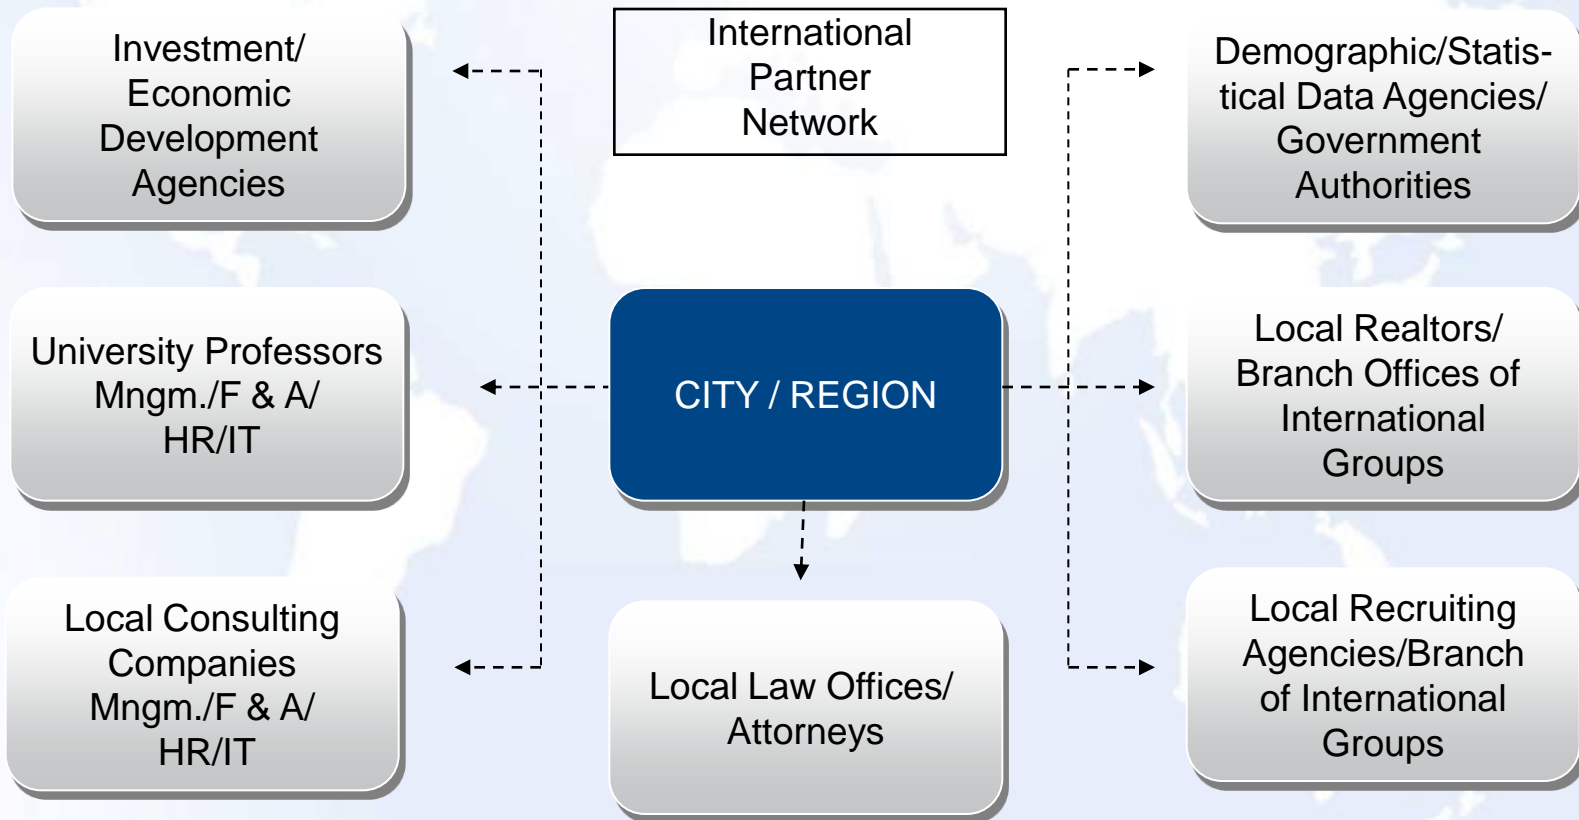 Investment/
Economic
Development
Agencies
International
Partner
Network
Demographic/Statis-
tical Data Agencies/
Government
Authorities
University Professors
Mngm./F & A/
HR/IT
CITY / REGION
Local Realtors/
Branch Offices of
International
Groups
Local Consulting
Companies
Mngm./F & A/
HR/IT
Local Law Offices/
Attorneys
Local Recruiting
Agencies/Branch
of International
Groups